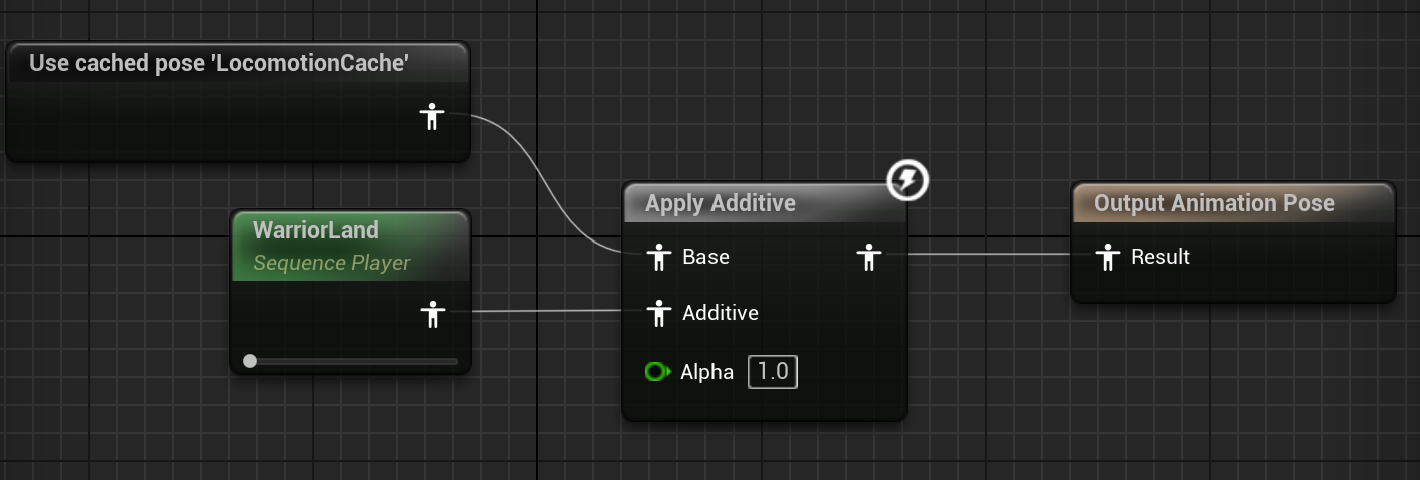 Use cached pose 'LocomotionCache'
WarriorLand
Sequence Player
Apply Additive
Base
Additive
Alpha 1.0
Output Animation Pose
Result